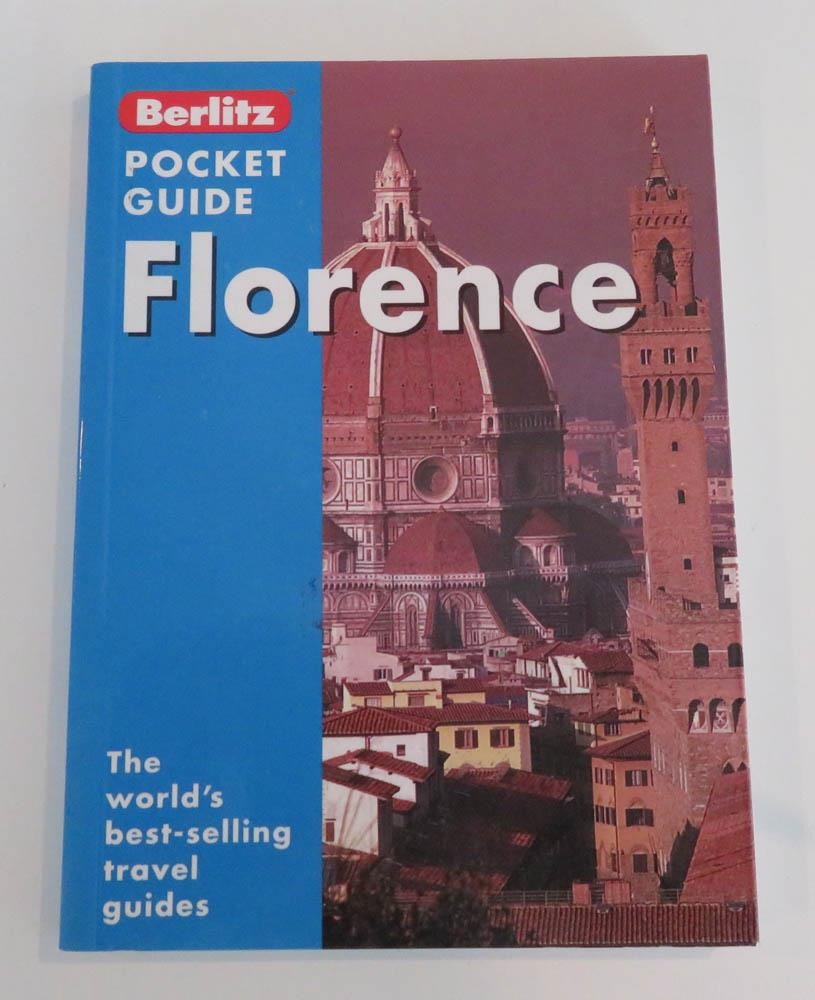 Berlitz
POCKET
GUIDE
Florence
The
world's
best-selling
travel
guides